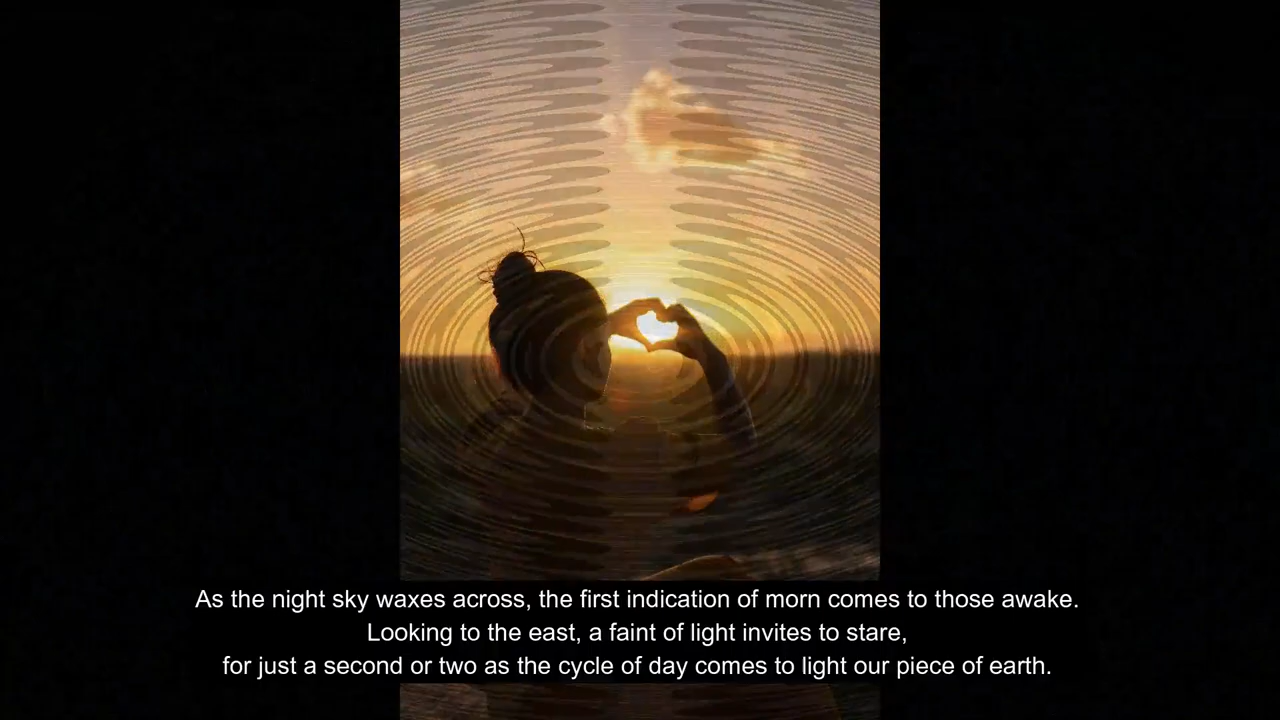 As the night sky waxes across, the first indication of morn comes to those awake.
Looking to the east, a faint of light invites to stare,
for just a second or two as the cycle of day comes to light our piece of earth.